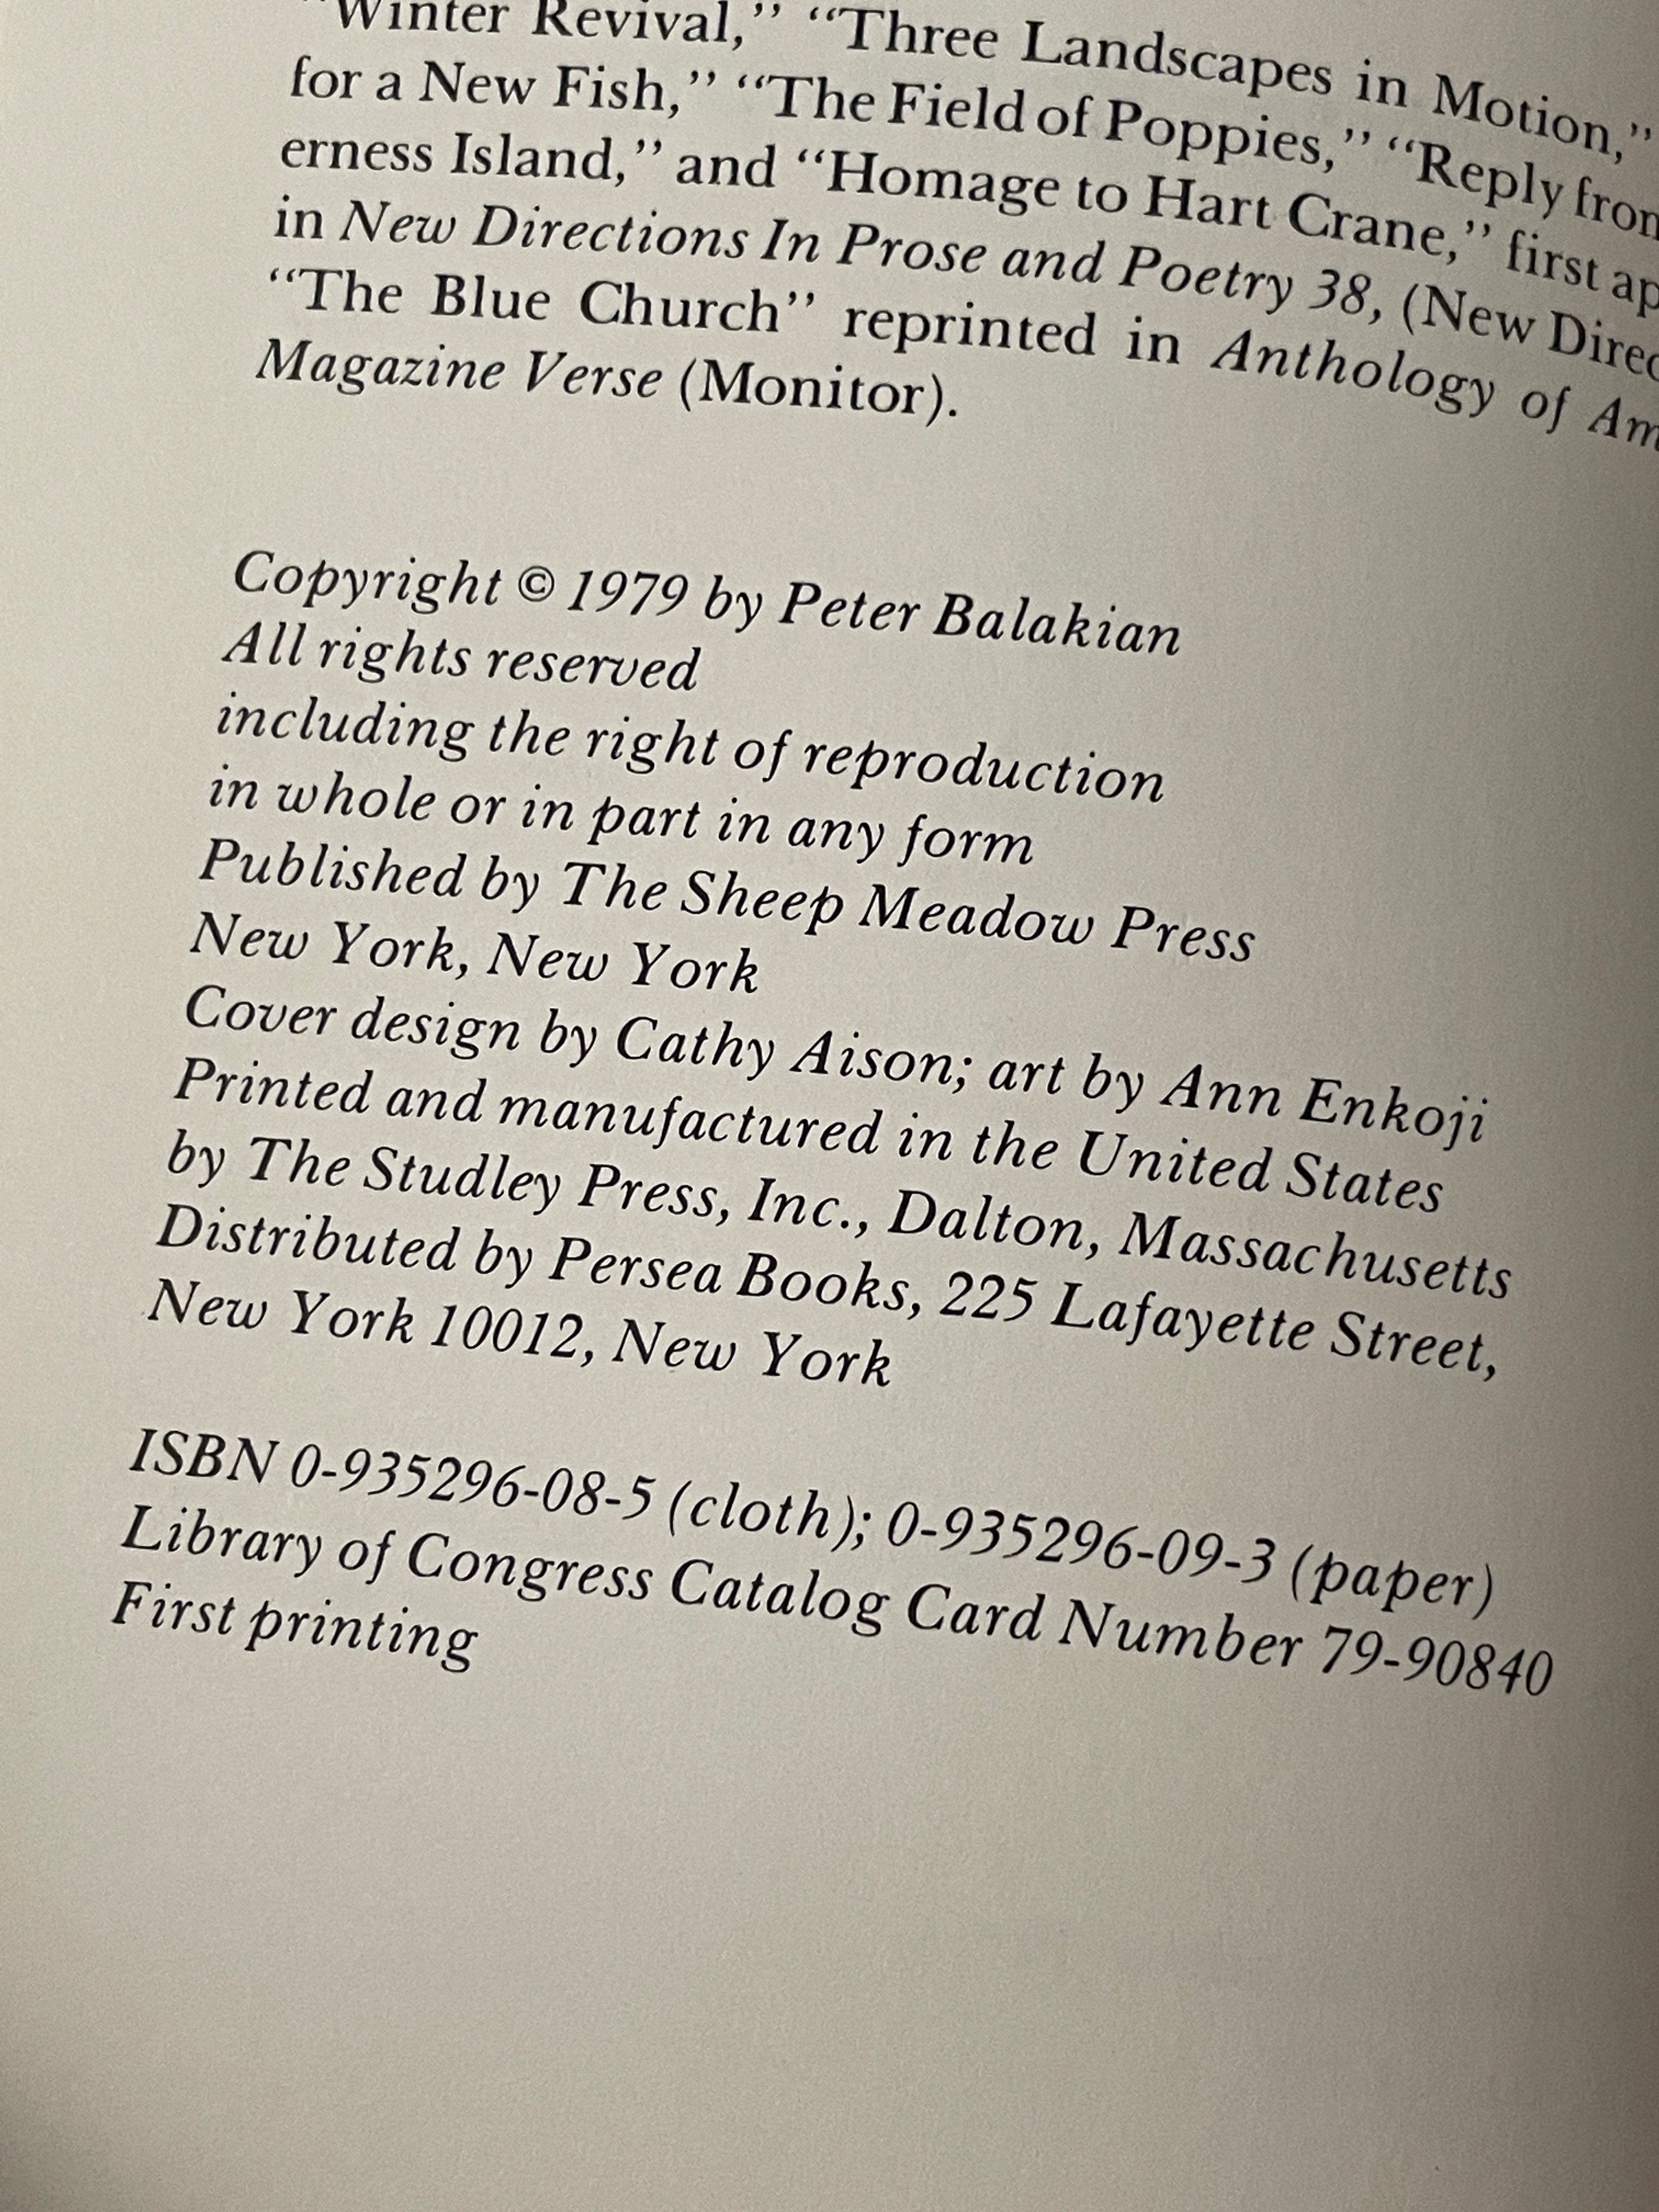 "Winter Revival," "Three Landscapes in Motion,"
for a New Fish," "The Field of Poppies," "Reply from
erness Island," and "Homage to Hart Crane," first ap
in New Directions In Prose and Poetry 38, (New Direc
"The Blue Church" reprinted in Anthology of Am
Magazine Verse (Monitor).
Copyright © 1979 by Peter Balakian
All rights reserved
including the right of reproduction
in whole or in part in any form
Published by The Sheep Meadow Press
New York, New York
Cover design by Cathy Aison; art by Ann Enkoji
Printed and manufactured in the United States
by The Studley Press, Inc., Dalton, Massachusetts
Distributed by Persea Books, 225 Lafayette Street,
New York 10012, New York
ISBN 0-935296-08-5 (cloth); 0-935296-09-3 (paper)
Library of Congress Catalog Card Number 79-90840
First printing